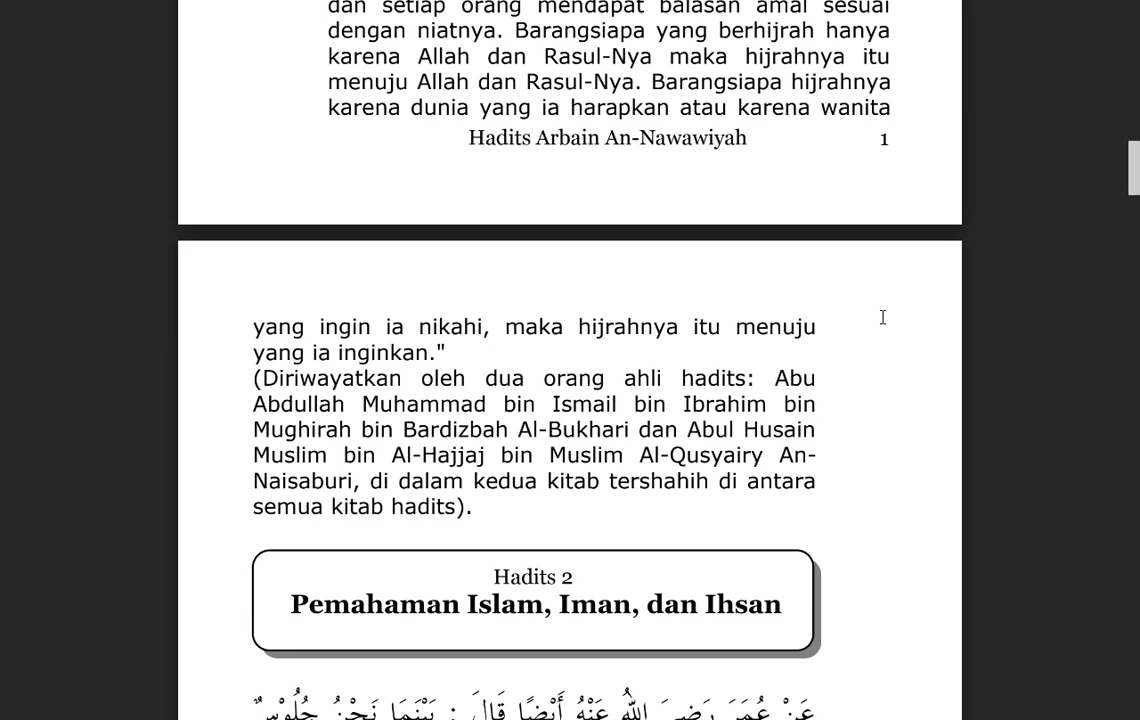 dan setiap orang mendapat balasan amal sesuai
dengan niatnya. Barangsiapa yang berhijrah hanya
karena Allah dan Rasul-Nya maka hijrahnya itu
menuju Allah dan Rasul-Nya. Barangsiapa hijrahnya
karena dunia yang ia harapkan atau karena wanita
Hadits Arbain An-Nawawiyah 1
yang ingin ia nikahi, maka hijrahnya itu menuju
yang ia inginkan."
(Diriwayatkan oleh dua orang ahli hadits: Abu
Abdullah Muhammad bin Ismail bin Ibrahim bin
Mughirah bin Bardizbah Al-Bukhari dan Abul Husain
Muslim bin Al-Hajjaj bin Muslim Al-Qusyairy An-
Naisaburi, di dalam kedua kitab tershahih di antara
semua kitab hadits).
Hadits 2
Pemahaman Islam, Iman, dan Ihsan
عَنْ عُمَرَ رَضِيَ اللهُ عَنْهُ أَيْضًا قَالَ : بَيْنَمَا نَحْنُ جُلُوْسٌ